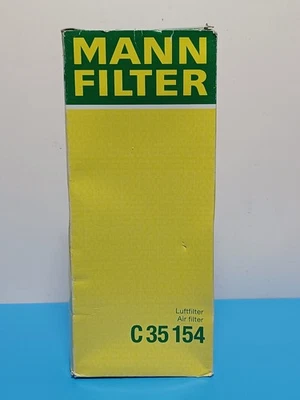 MANN
FILTER
Luftfilter
Air filter
C 35 154